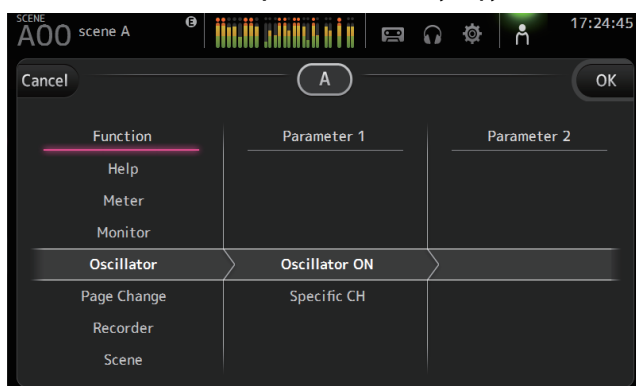 SCENE
A00 scene A E 17:24:45
Cancel A OK
Function Parameter 1 Parameter 2
Help
Meter
Monitor
Oscillator Oscillator ON
Page Change Specific CH
Recorder
Scene